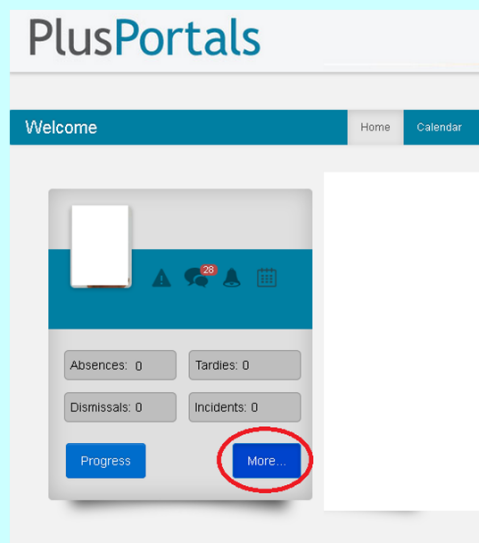 PlusPortals
Welcome
Home
Calendar
28
Absences: 0
Tardies: 0
Dismissals: 0
Incidents: 0
Progress
More...